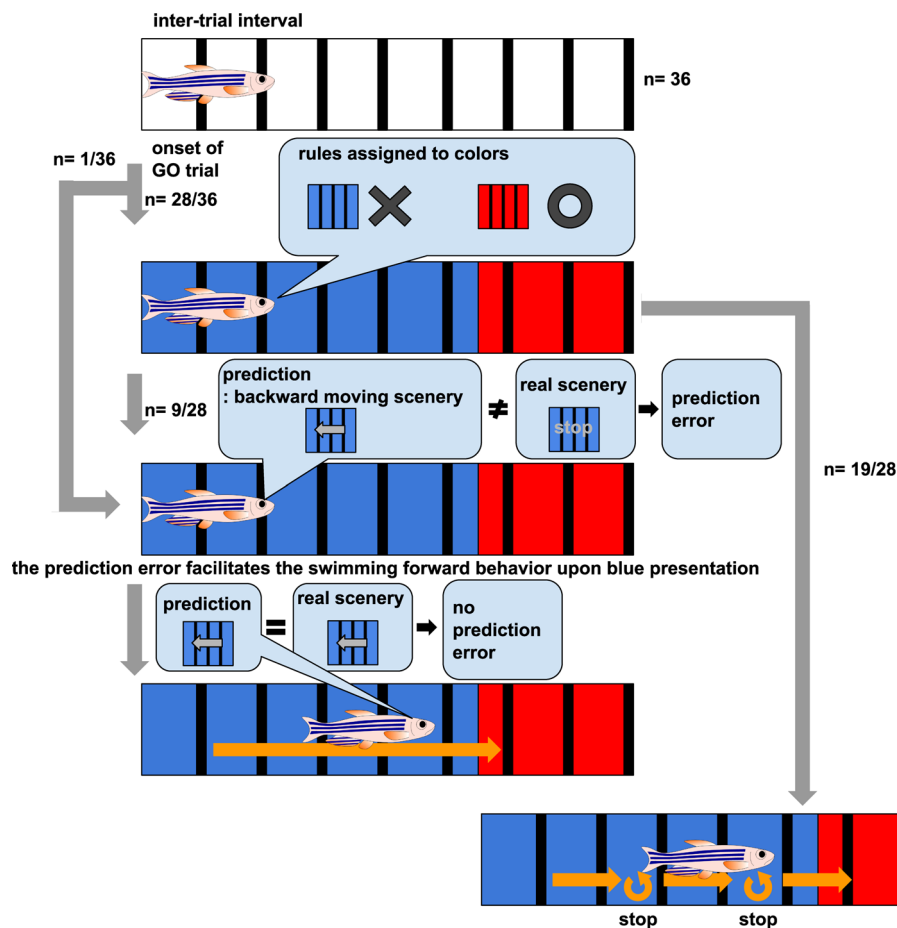 inter-trial interval
n= 36
onset of
GO trial
n= 1/36
n= 28/36
rules assigned to colors
n= 9/28
prediction
: backward moving scenery
≠
real scenery
stop
prediction
error
n= 19/28
the prediction error facilitates the swimming forward behavior upon blue presentation
prediction
=
real scenery
no
prediction
error
stop
stop